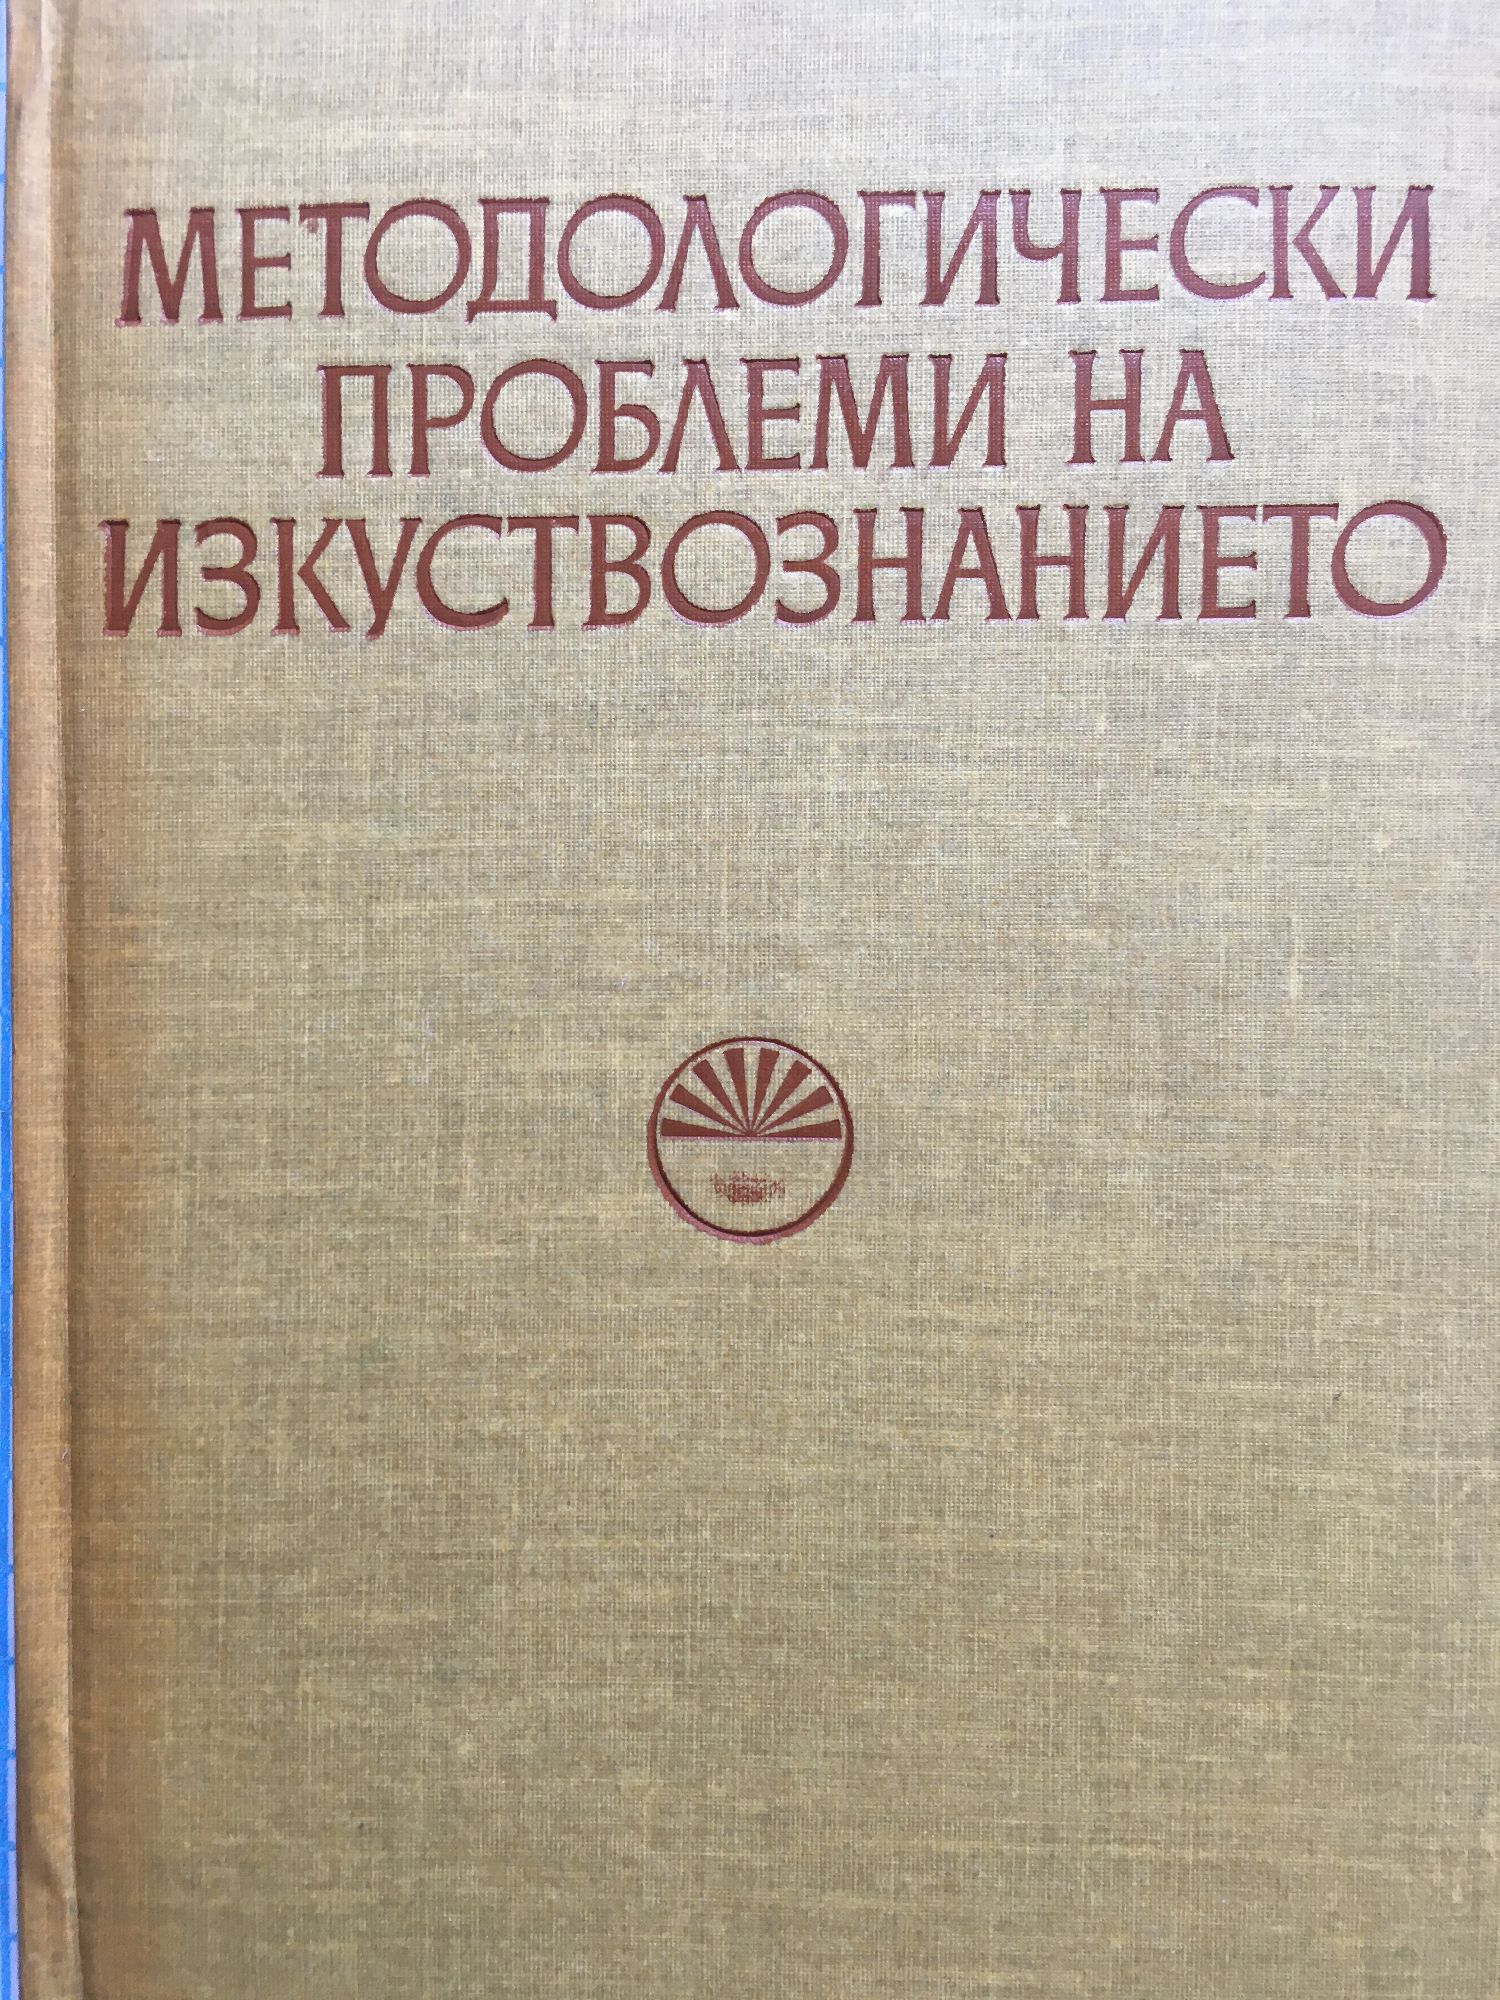 МЕТОДОЛОГИЧЕСКИ
ПРОБЛЕМИ НА
ИЗКУСТВОЗНАНИЕТО